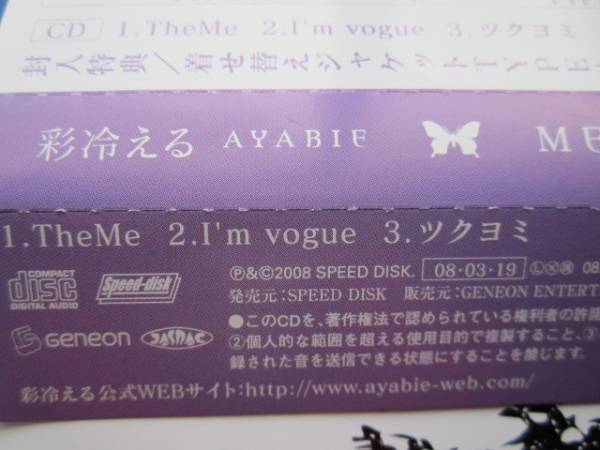 CD 1.TheMe 2.I'm vogue 3.ツクヨミ
封入特典/着せ替えジャケットTYPE
彩冷える AYABIE ME
1.TheMe 2.I'm vogue 3.ツクヨミ
COMPACT disc DIGITAL AUDIO Speed-disk
℗&©2008 SPEED DISK. 08·03·19 08
発売元:SPEED DISK 販売元:GENEON ENTERT
GENEON JASRAC
●このCDを、著作権法で認められている権利者の許諾
②個人的な範囲を超える使用目的で複製すること、③
録された音を送信できる状態にすることを禁じます。
彩冷える公式WEBサイト:http://www.ayabie-web.com/